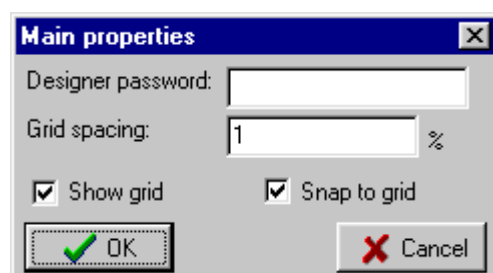 Main properties
Designer password:
Grid spacing: 1 %
Show grid Snap to grid
OK Cancel